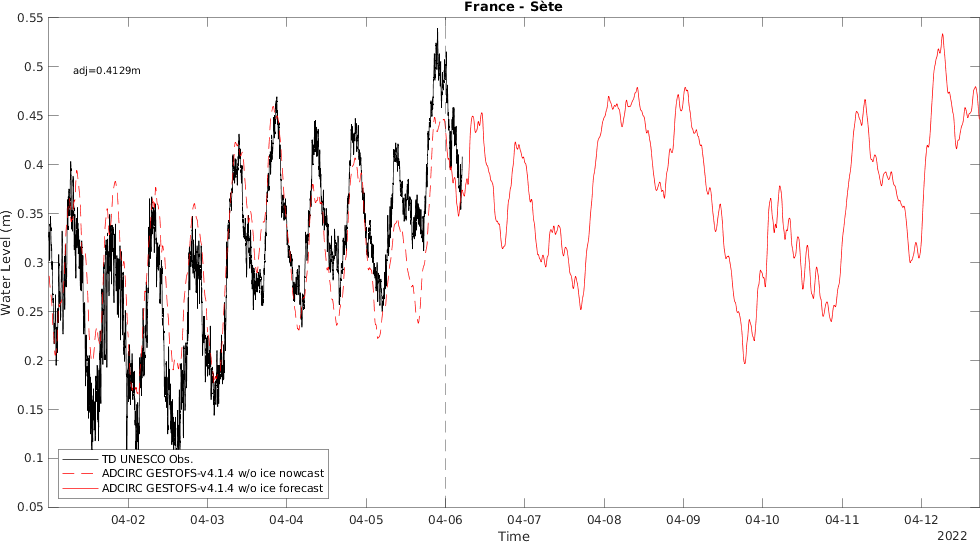 France - Sète
adj=0.4129m
Water Level (m)
0.55
0.5
0.45
0.4
0.35
0.3
0.25
0.2
0.15
0.1
0.05
TD UNESCO Obs.
ADCIRC GESTOFS-v4.1.4 w/o ice nowcast
ADCIRC GESTOFS-v4.1.4 w/o ice forecast
04-02 04-03 04-04 04-05 04-06 04-07 04-08 04-09 04-10 04-11 04-12
Time
2022